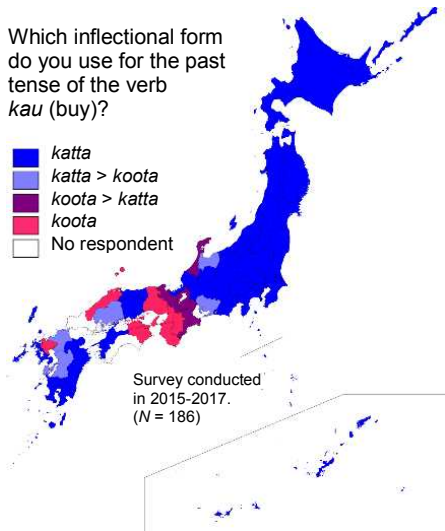 Which inflectional form
do you use for the past
tense of the verb
kau (buy)?
katta
katta > koota
koota > katta
koota
No respondent
Survey conducted
in 2015-2017.
(N = 186)